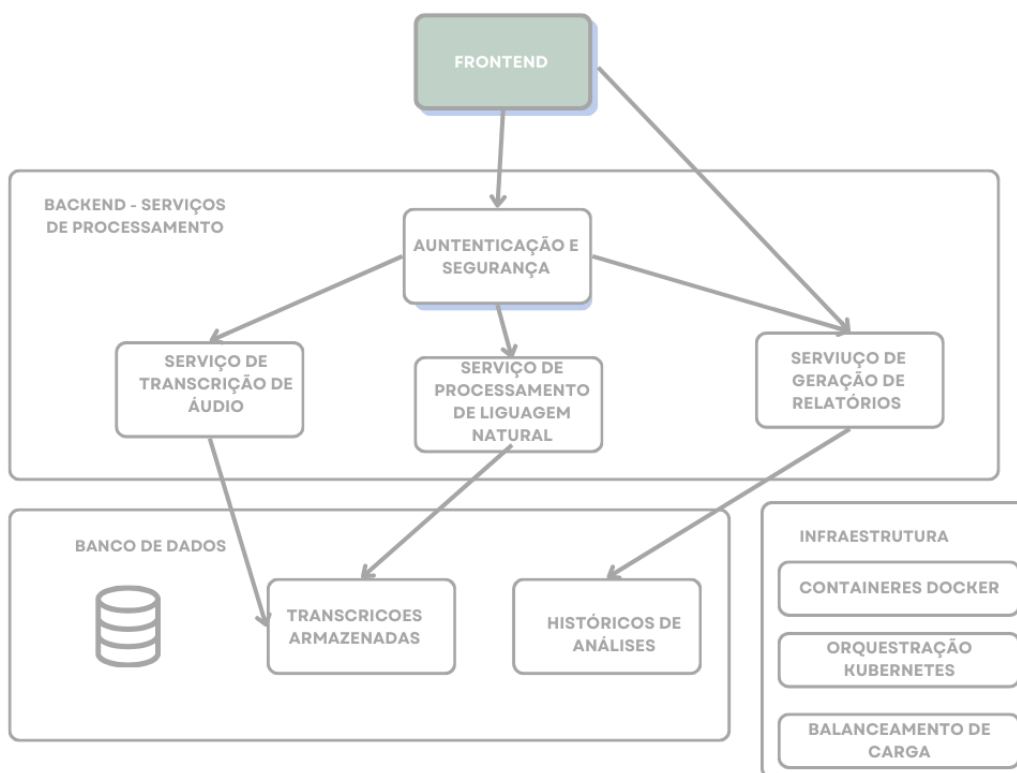 FRONTEND
BACKEND - SERVIÇOS
DE PROCESSAMENTO
AUNTENTICAÇÃO E
SEGURANÇA
SERVIÇO DE
TRANSCRIÇÃO DE
ÁUDIO
SERVIÇO DE
PROCESSAMENTO
DE LIGUAGEM
NATURAL
SERVIUÇO DE
GERAÇÃO DE
RELATÓRIOS
BANCO DE DADOS
TRANSCRICOES
ARMAZENADAS
HISTÓRICOS DE
ANÁLISES
INFRAESTRUTURA
CONTAINERES DOCKER
ORQUESTRAÇÃO
KUBERNETES
BALANCEAMENTO DE
CARGA